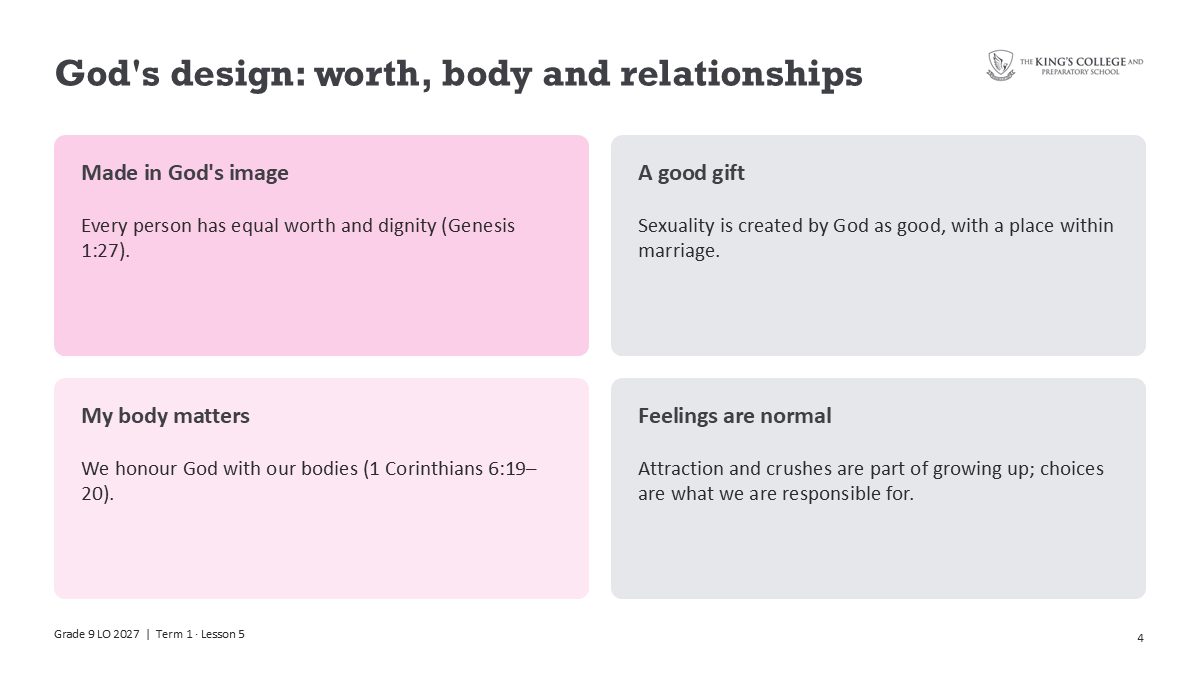 God's design: worth, body and relationships
THE KING'S COLLEGE AND
PREPARATORY SCHOOL
Made in God's image
Every person has equal worth and dignity (Genesis
1:27).
A good gift
Sexuality is created by God as good, with a place within
marriage.
My body matters
We honour God with our bodies (1 Corinthians 6:19–
20).
Feelings are normal
Attraction and crushes are part of growing up; choices
are what we are responsible for.
Grade 9 LO 2027 | Term 1 · Lesson 5
4